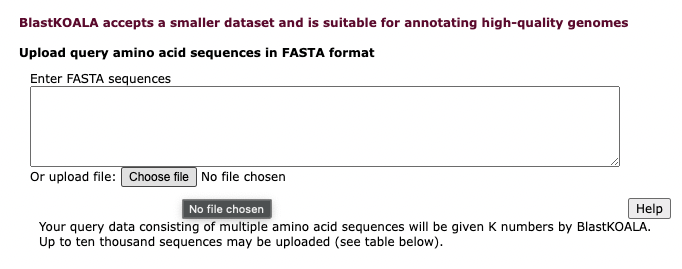 BlastKOALA accepts a smaller dataset and is suitable for annotating high-quality genomes
Upload query amino acid sequences in FASTA format
Enter FASTA sequences
Or upload file: Choose file No file chosen
No file chosen
Help
Your query data consisting of multiple amino acid sequences will be given K numbers by BlastKOALA.
Up to ten thousand sequences may be uploaded (see table below).